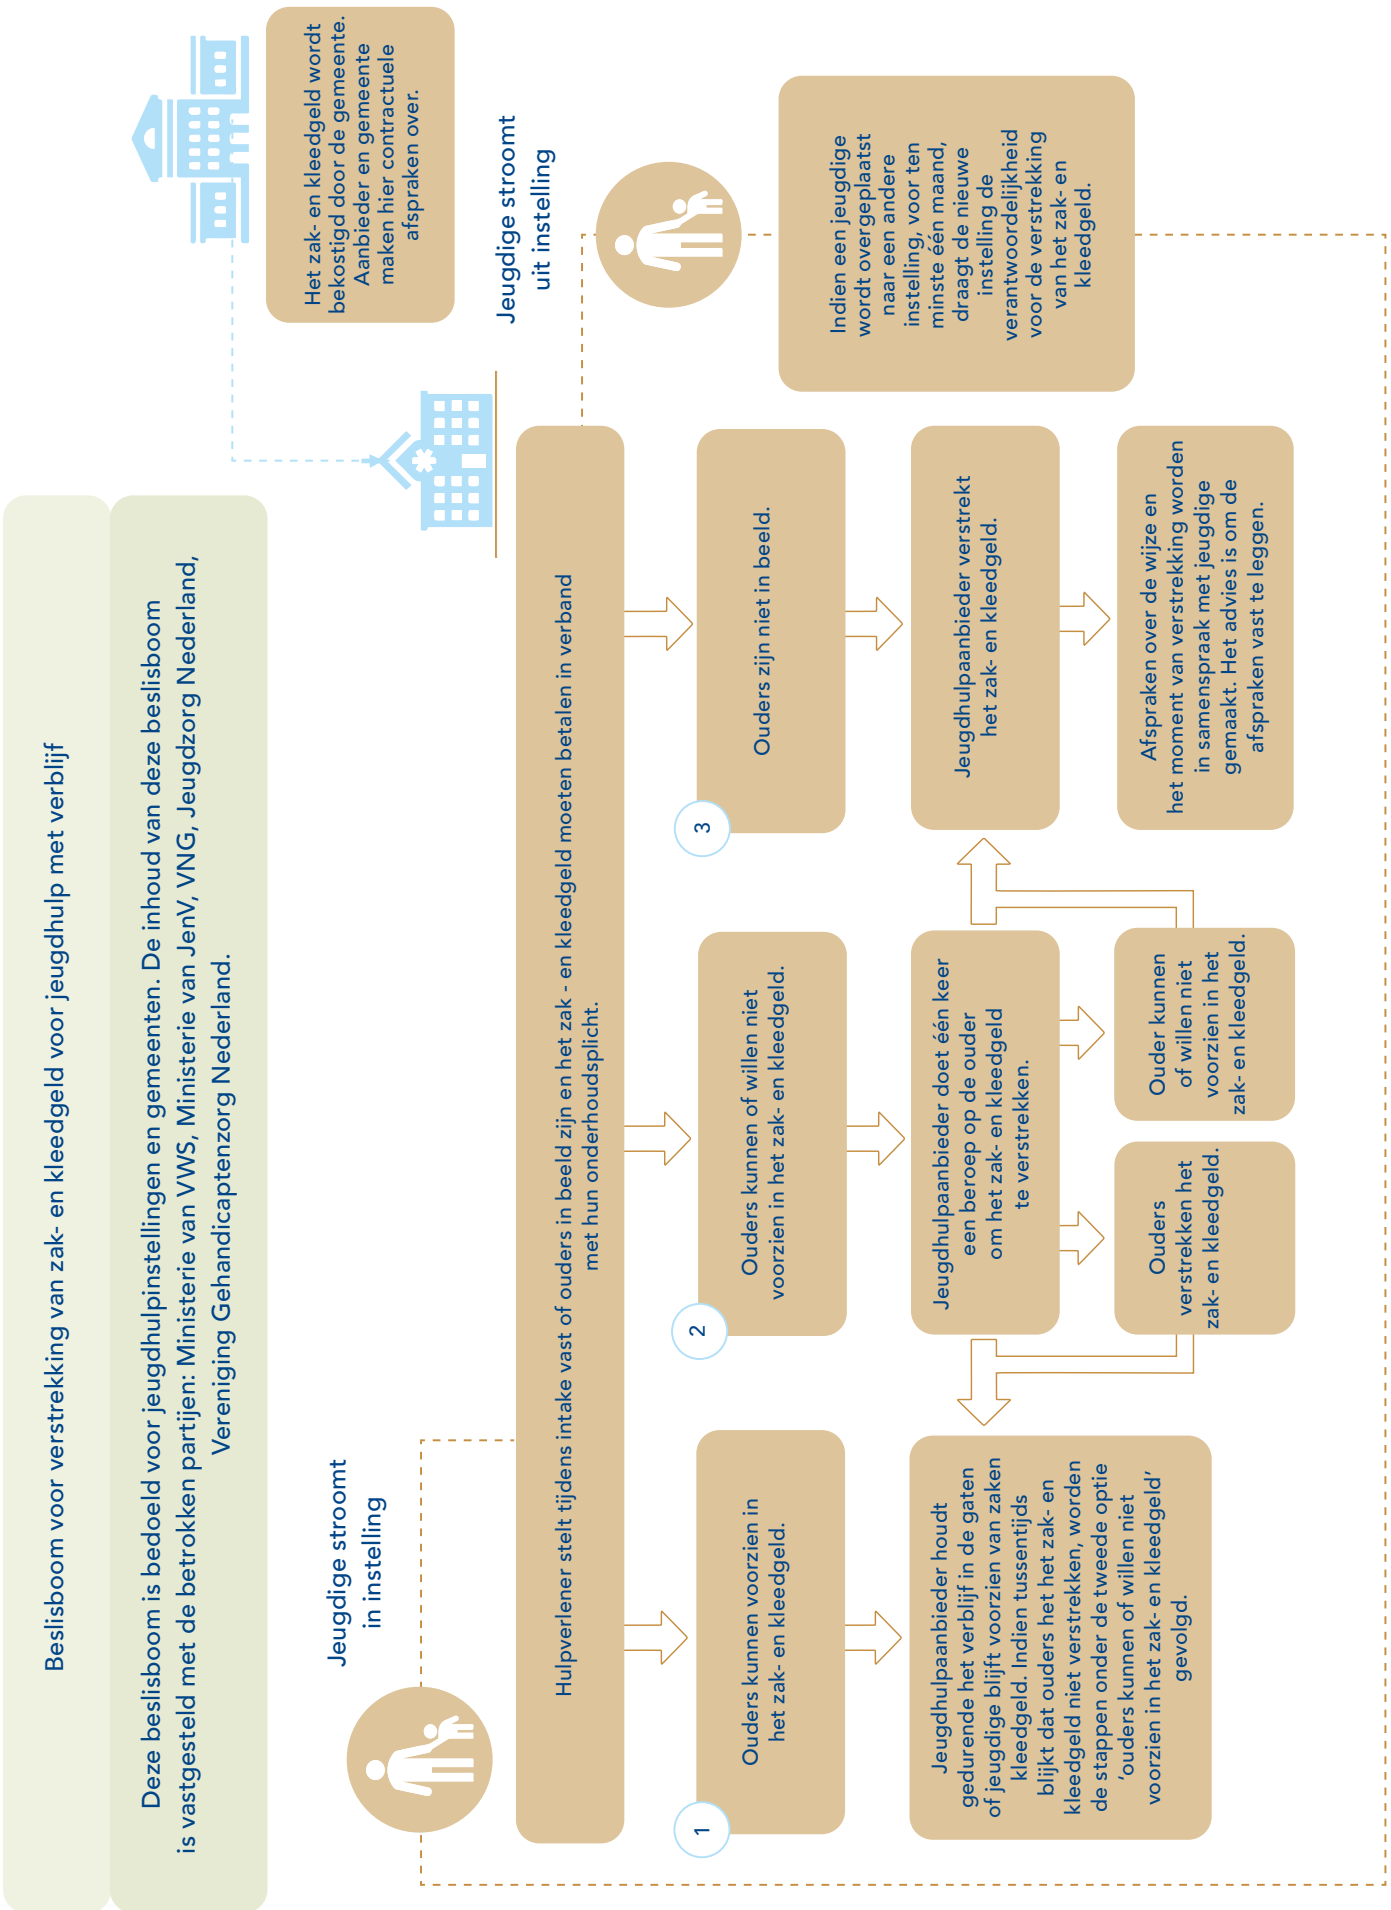 Beslisboom voor verstrekking van zak- en kleedgeld voor jeugdhulp met verblijf
Deze beslisboom is bedoeld voor jeugdhulpinstellingen en gemeenten. De inhoud van deze beslisboom
is vastgesteld met de betrokken partijen: Ministerie van VWS, Ministerie van JenV, VNG, Jeugdzorg Nederland,
Vereniging Gehandicaptenzorg Nederland.
Het zak- en kleedgeld wordt
bekostigd door de gemeente.
Aanbieder en gemeente
maken hier contractuele
afspraken over.
Jeugdige stroomt
in instelling
Jeugdige stroomt
uit instelling
Hulpverlener stelt tijdens intake vast of ouders in beeld zijn en het zak - en kleedgeld moeten betalen in verband
met hun onderhoudsplicht.
1
Ouders kunnen voorzien in
het zak- en kleedgeld.
Jeugdhulpaanbieder houdt
gedurende het verblijf in de gaten
of jeugdige blijft voorzien van zaken
kleedgeld. Indien tussentijds
blijkt dat ouders het het zak- en
kleedgeld niet verstrekken, worden
de stappen onder de tweede optie
‘ouders kunnen of willen niet
voorzien in het zak- en kleedgeld’
gevolgd.
2
Ouders kunnen of willen niet
voorzien in het zak- en kleedgeld.
Jeugdhulpaanbieder doet één keer
een beroep op de ouder
om het zak- en kleedgeld
te verstrekken.
Ouders
verstrekken het
zak- en kleedgeld.
Ouder kunnen
of willen niet
voorzien in het
zak- en kleedgeld.
3
Ouders zijn niet in beeld.
Jeugdhulpaanbieder verstrekt
het zak- en kleedgeld.
Afspraken over de wijze en
het moment van verstrekking worden
in samenspraak met jeugdige
gemaakt. Het advies is om de
afspraken vast te leggen.
Indien een jeugdige
wordt overgeplaatst
naar een andere
instelling, voor ten
minste één maand,
draagt de nieuwe
instelling de
verantwoordelijkheid
voor de verstrekking
van het zak- en
kleedgeld.